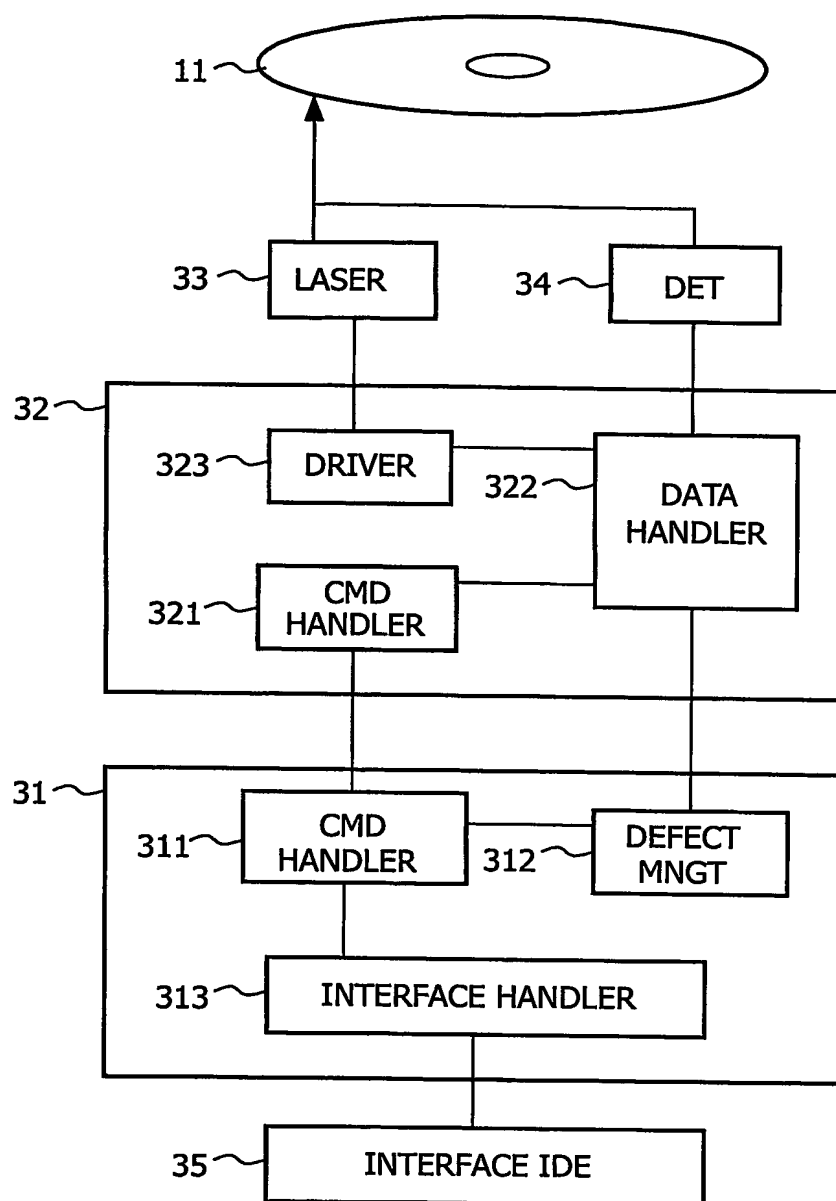 11
33
LASER
34
DET
32
323
DRIVER
322
DATA
HANDLER
321
CMD
HANDLER
31
311
CMD
HANDLER
312
DEFECT
MNGT
313
INTERFACE HANDLER
35
INTERFACE IDE